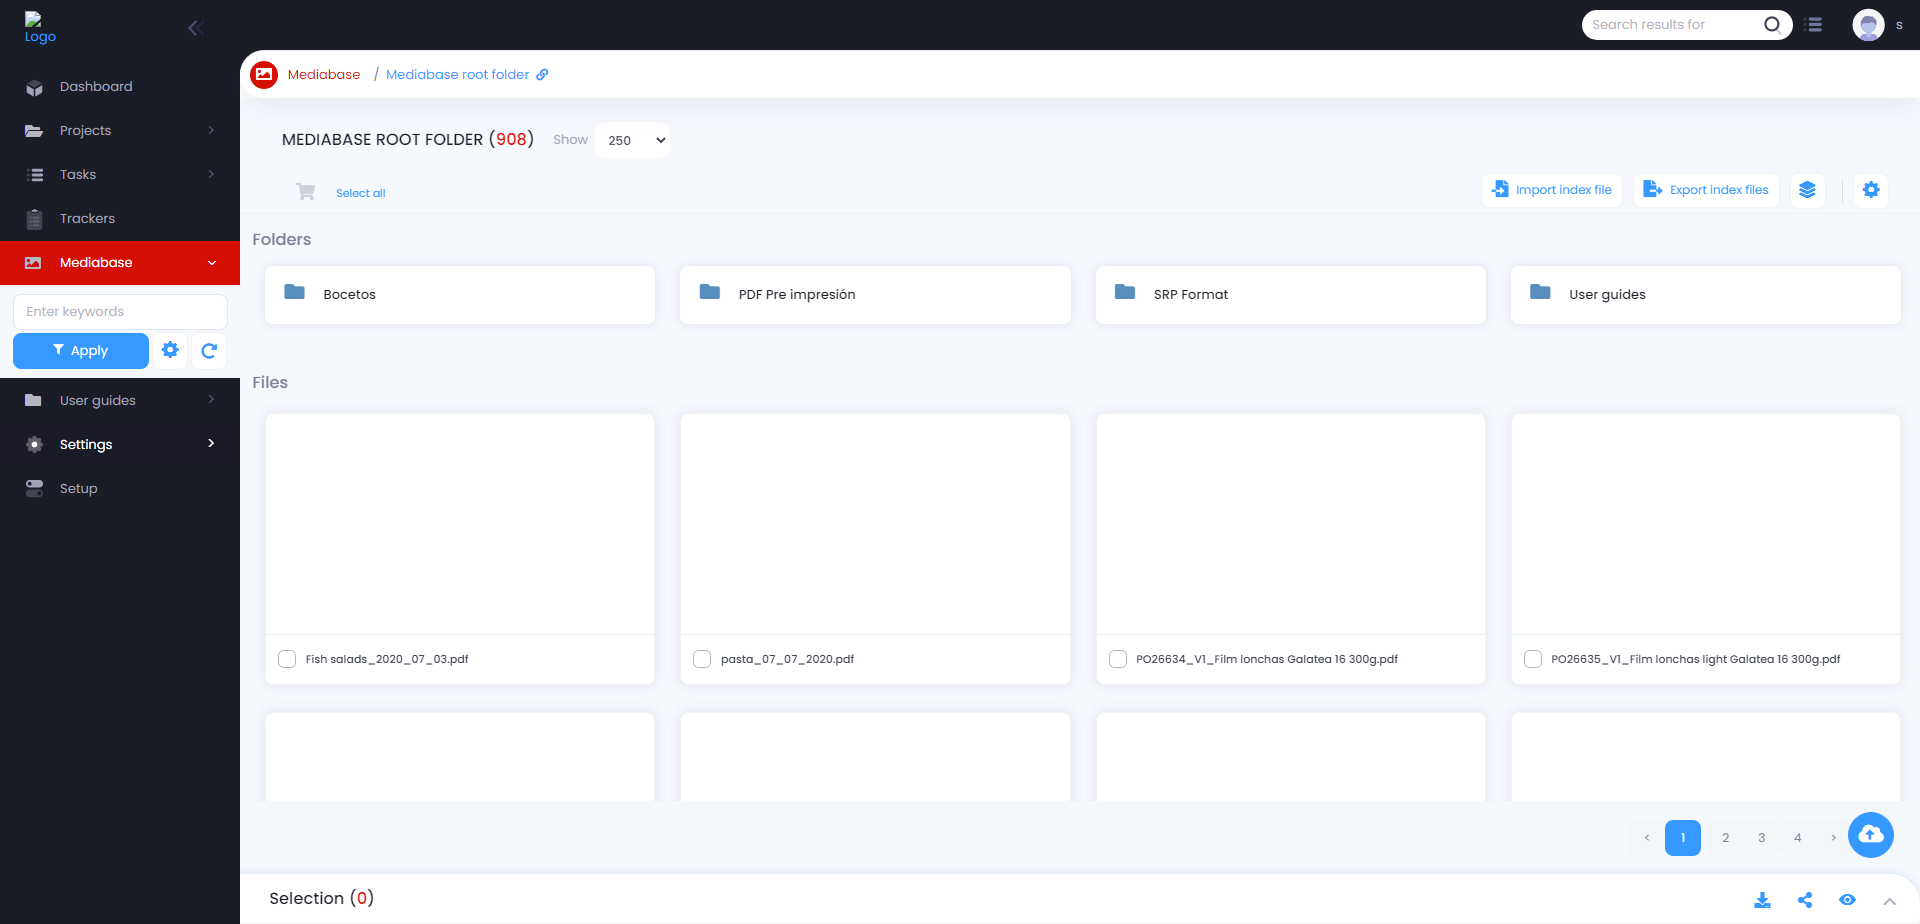 Logo
Search results for
s
Dashboard
Projects
Tasks
Trackers
Mediabase
Enter keywords
Apply
User guides
Settings
Setup
Mediabase / Mediabase root folder
MEDIABASE ROOT FOLDER (908) Show 250
Select all
Import index file
Export index files
Folders
Bocetos
PDF Pre impresión
SRP Format
User guides
Files
Fish salads_2020_07_03.pdf
pasta_07_07_2020.pdf
PO26634_V1_Film lonchas Galatea 16 300g.pdf
PO26635_V1_Film lonchas light Galatea 16 300g.pdf
‹ 1 2 3 4 ›
Selection (0)